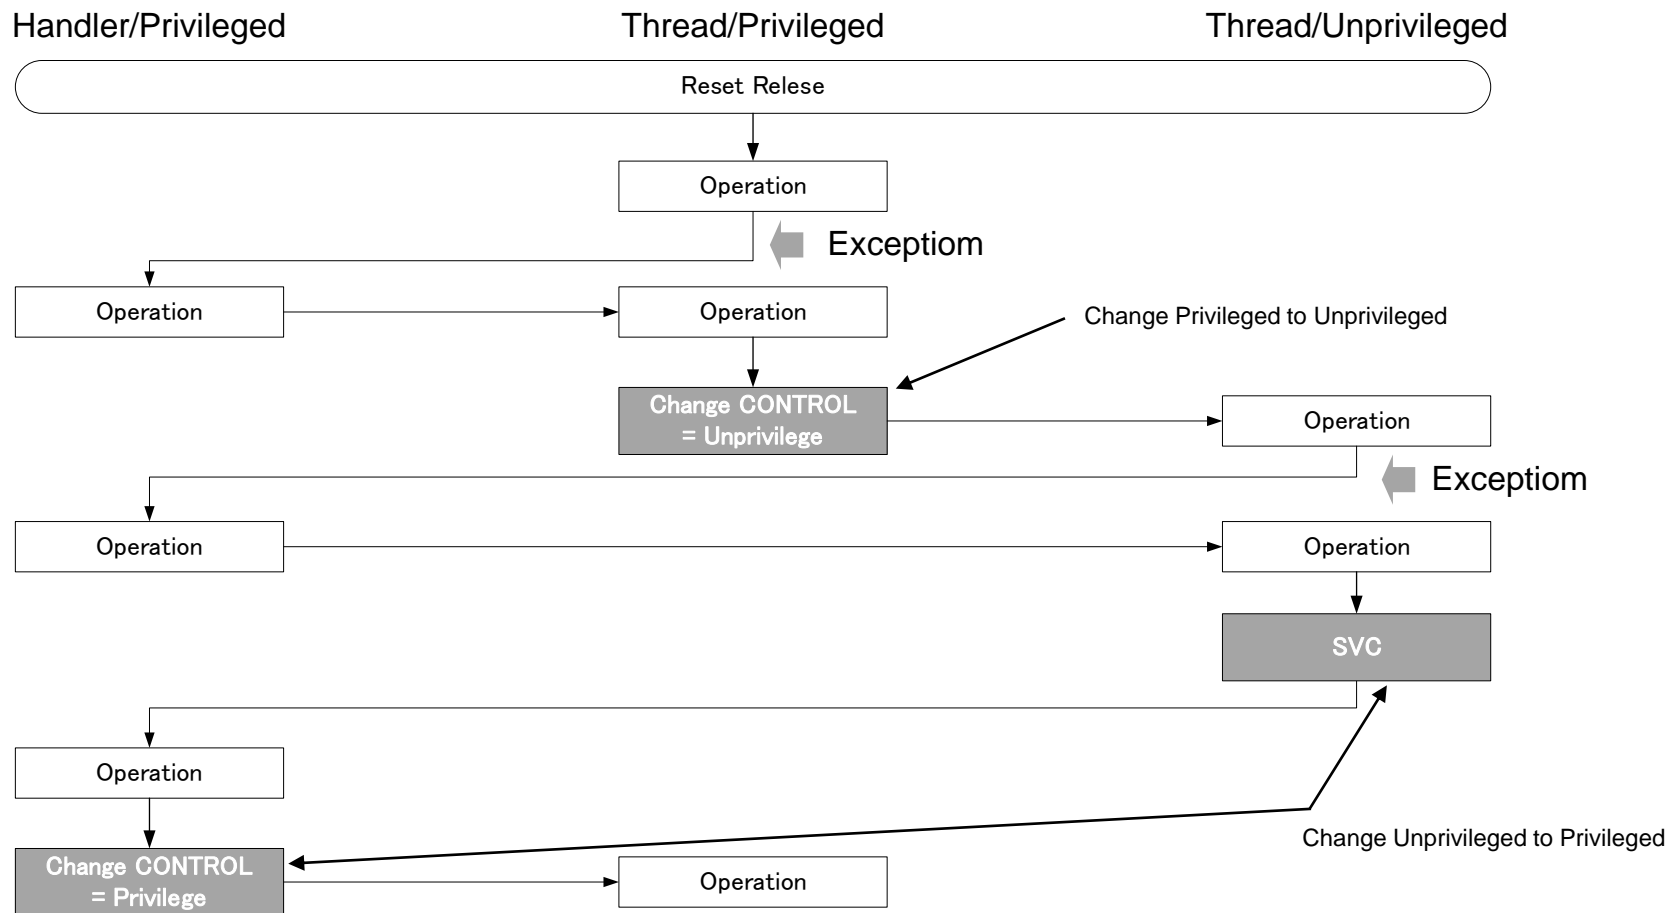 Handler/Privileged
Thread/Privileged
Thread/Unprivileged
Reset Relese
Operation
Exceptiom
Operation
Operation
Change Privileged to Unprivileged
Change CONTROL
= Unprivilege
Operation
Exceptiom
Operation
Operation
SVC
Operation
Change Unprivileged to Privileged
Change CONTROL
= Privilege
Operation